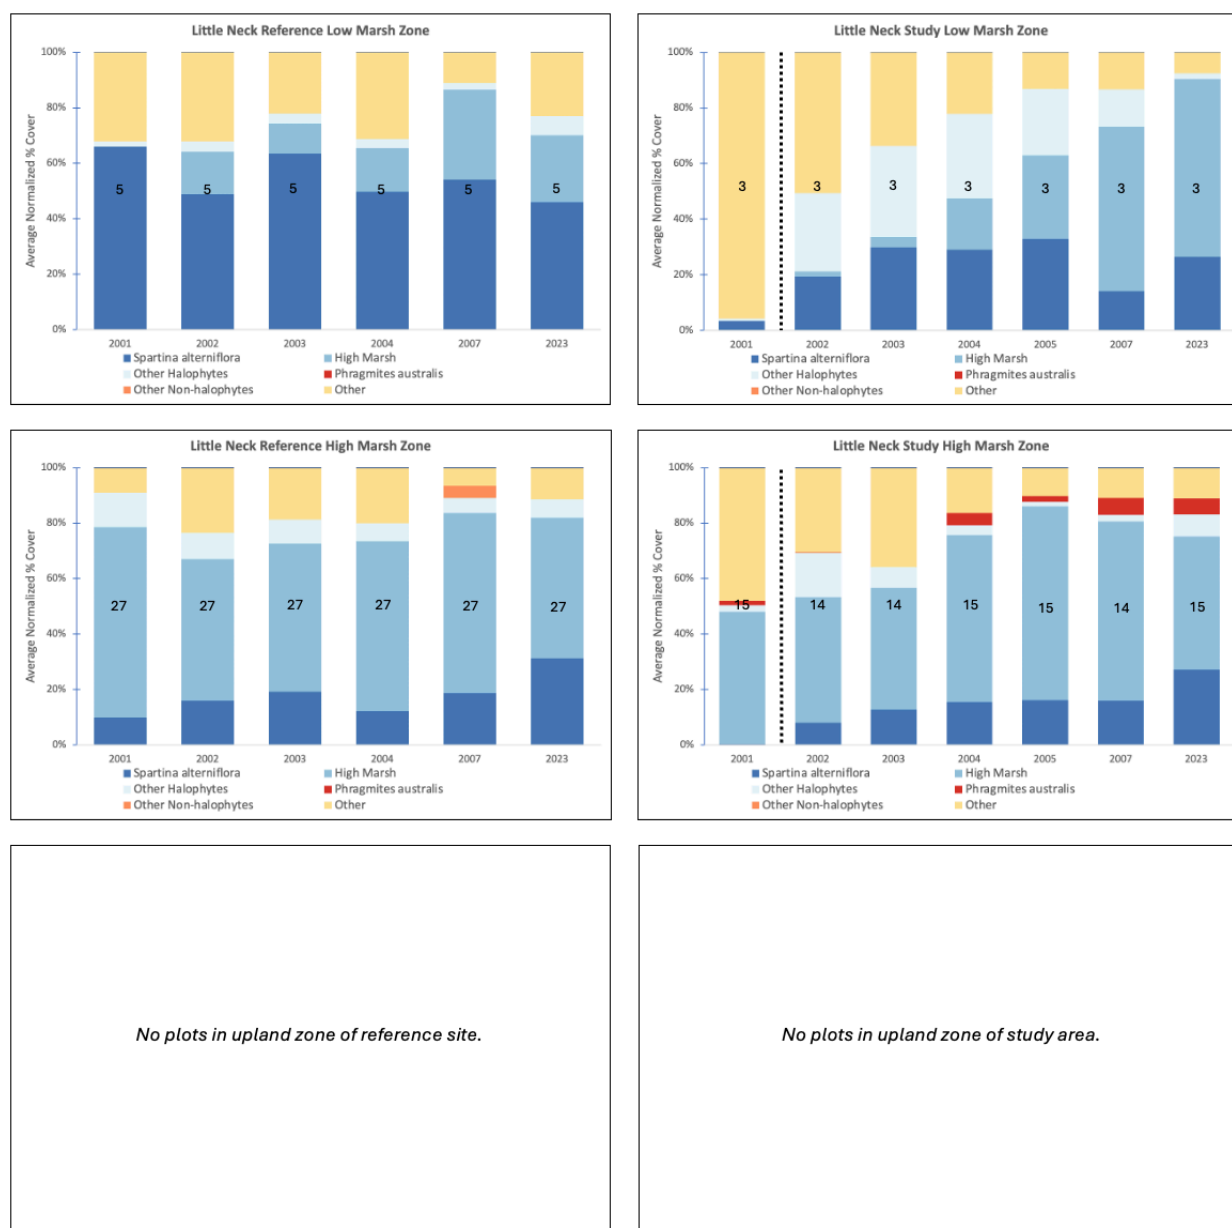 Little Neck Reference Low Marsh Zone
100%
80%
60%
40%
20%
0%
Average Normalized % Cover
5 5 5 5 5 5
2001 2002 2003 2004 2007 2023
Spartina alterniflora High Marsh
Other Halophytes Phragmites australis
Other Non-halophytes Other
Little Neck Study Low Marsh Zone
100%
80%
60%
40%
20%
0%
Average Normalized % Cover
3 3 3 3 3 3 3
2001 2002 2003 2004 2005 2007 2023
Spartina alterniflora High Marsh
Other Halophytes Phragmites australis
Other Non-halophytes Other
Little Neck Reference High Marsh Zone
100%
80%
60%
40%
20%
0%
Average Normalized % Cover
27 27 27 27 27 27
2001 2002 2003 2004 2007 2023
Spartina alterniflora High Marsh
Other Halophytes Phragmites australis
Other Non-halophytes Other
Little Neck Study High Marsh Zone
100%
80%
60%
40%
20%
0%
Average Normalized % Cover
15 14 14 15 15 14 15
2001 2002 2003 2004 2005 2007 2023
Spartina alterniflora High Marsh
Other Halophytes Phragmites australis
Other Non-halophytes Other
No plots in upland zone of reference site.
No plots in upland zone of study area.